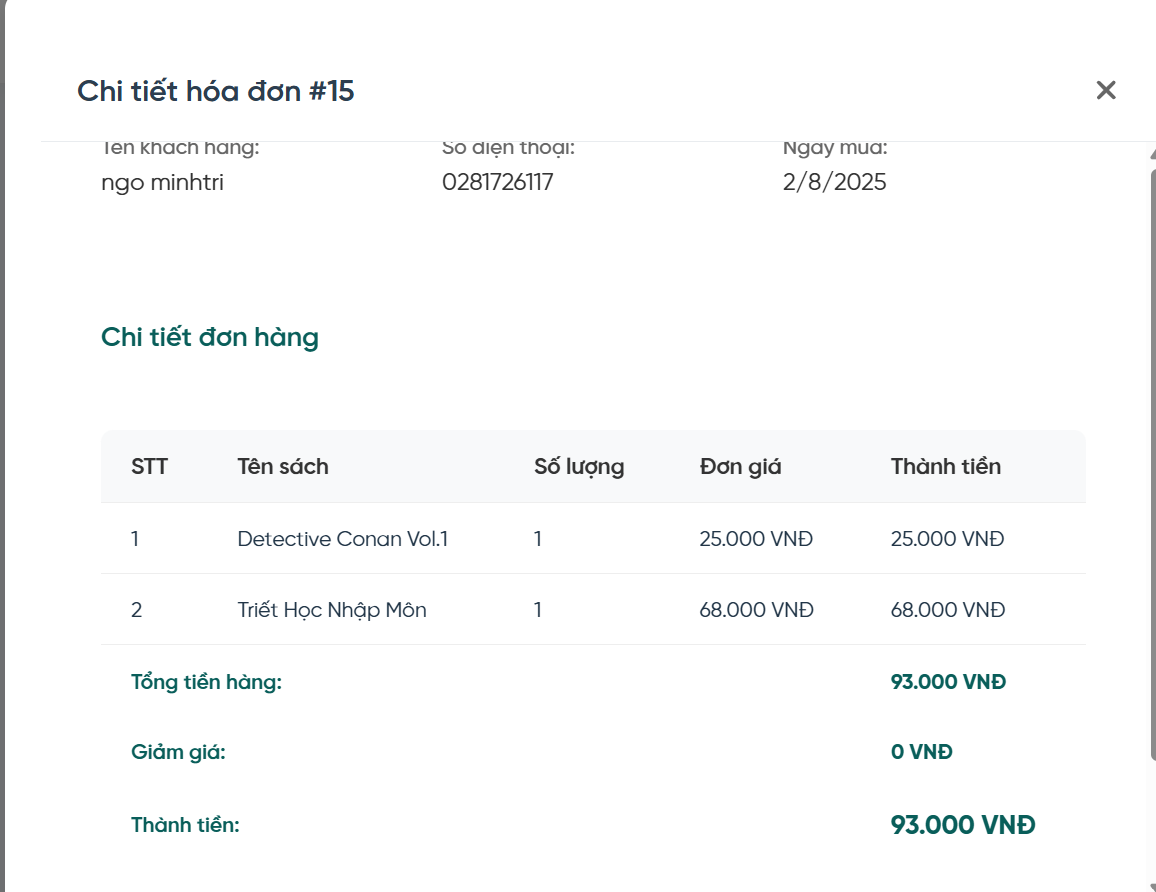 Chi tiết hóa đơn #15
Tên khách hàng: Số điện thoại: Ngày mua:
ngo minhtri 0281726117 2/8/2025
Chi tiết đơn hàng
STT Tên sách Số lượng Đơn giá Thành tiền
1 Detective Conan Vol.1 1 25.000 VNĐ 25.000 VNĐ
2 Triết Học Nhập Môn 1 68.000 VNĐ 68.000 VNĐ
Tổng tiền hàng: 93.000 VNĐ
Giảm giá: 0 VNĐ
Thành tiền: 93.000 VNĐ